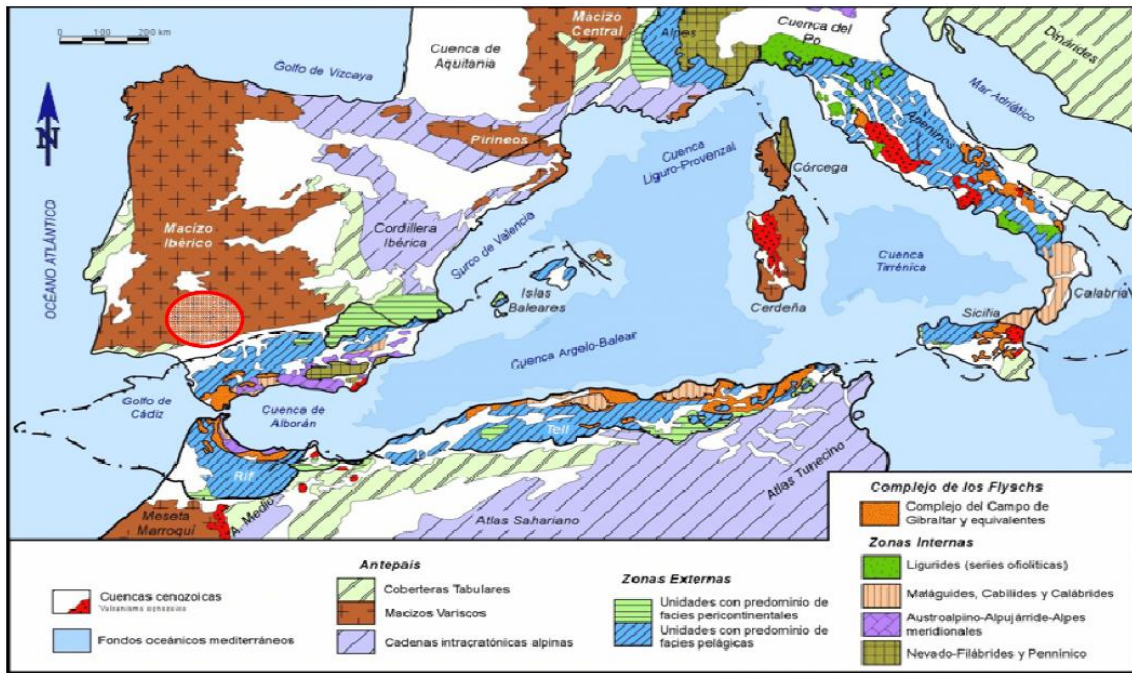 0 100 200 km
N
OCÉANO ATLÁNTICO
Golfo de Vizcaya
Cuenca de
Aquitania
Macizo
Central
Alpes
Cuenca del
Po
Dinárides
Mar Adriático
Apeninos
Pirineos
Cuenca
Liguro-Provenzal
Córcega
Macizo
Ibérico
Cordillera
Ibérica
Surco de Valencia
Islas
Baleares
Cerdeña
Cuenca
Tirrénica
Calabria
Sicilia
Cuenca Argelo-Balear
Golfo de
Cádiz
Cuenca de
Alborán
Rif
Tell
Meseta
Marroquí
A. Medio
Atlas Sahariano
Atlas Tunecino
Cuencas cenozoicas
Vulcanismo cenozoico
Fondos oceánicos mediterráneos
Antepaís
Coberteras Tabulares
Macizos Variscos
Cadenas intracratónicas alpinas
Zonas Externas
Unidades con predominio de
facies pericontinentales
Unidades con predominio de
facies pelágicas
Complejo de los Flyschs
Complejo del Campo de
Gibraltar y equivalentes
Zonas Internas
Ligúrides (series ofiolíticas)
Maláguides, Cabílides y Calábrides
Austroalpino-Alpujárride-Alpes
meridionales
Nevado-Filábrides y Pennínico